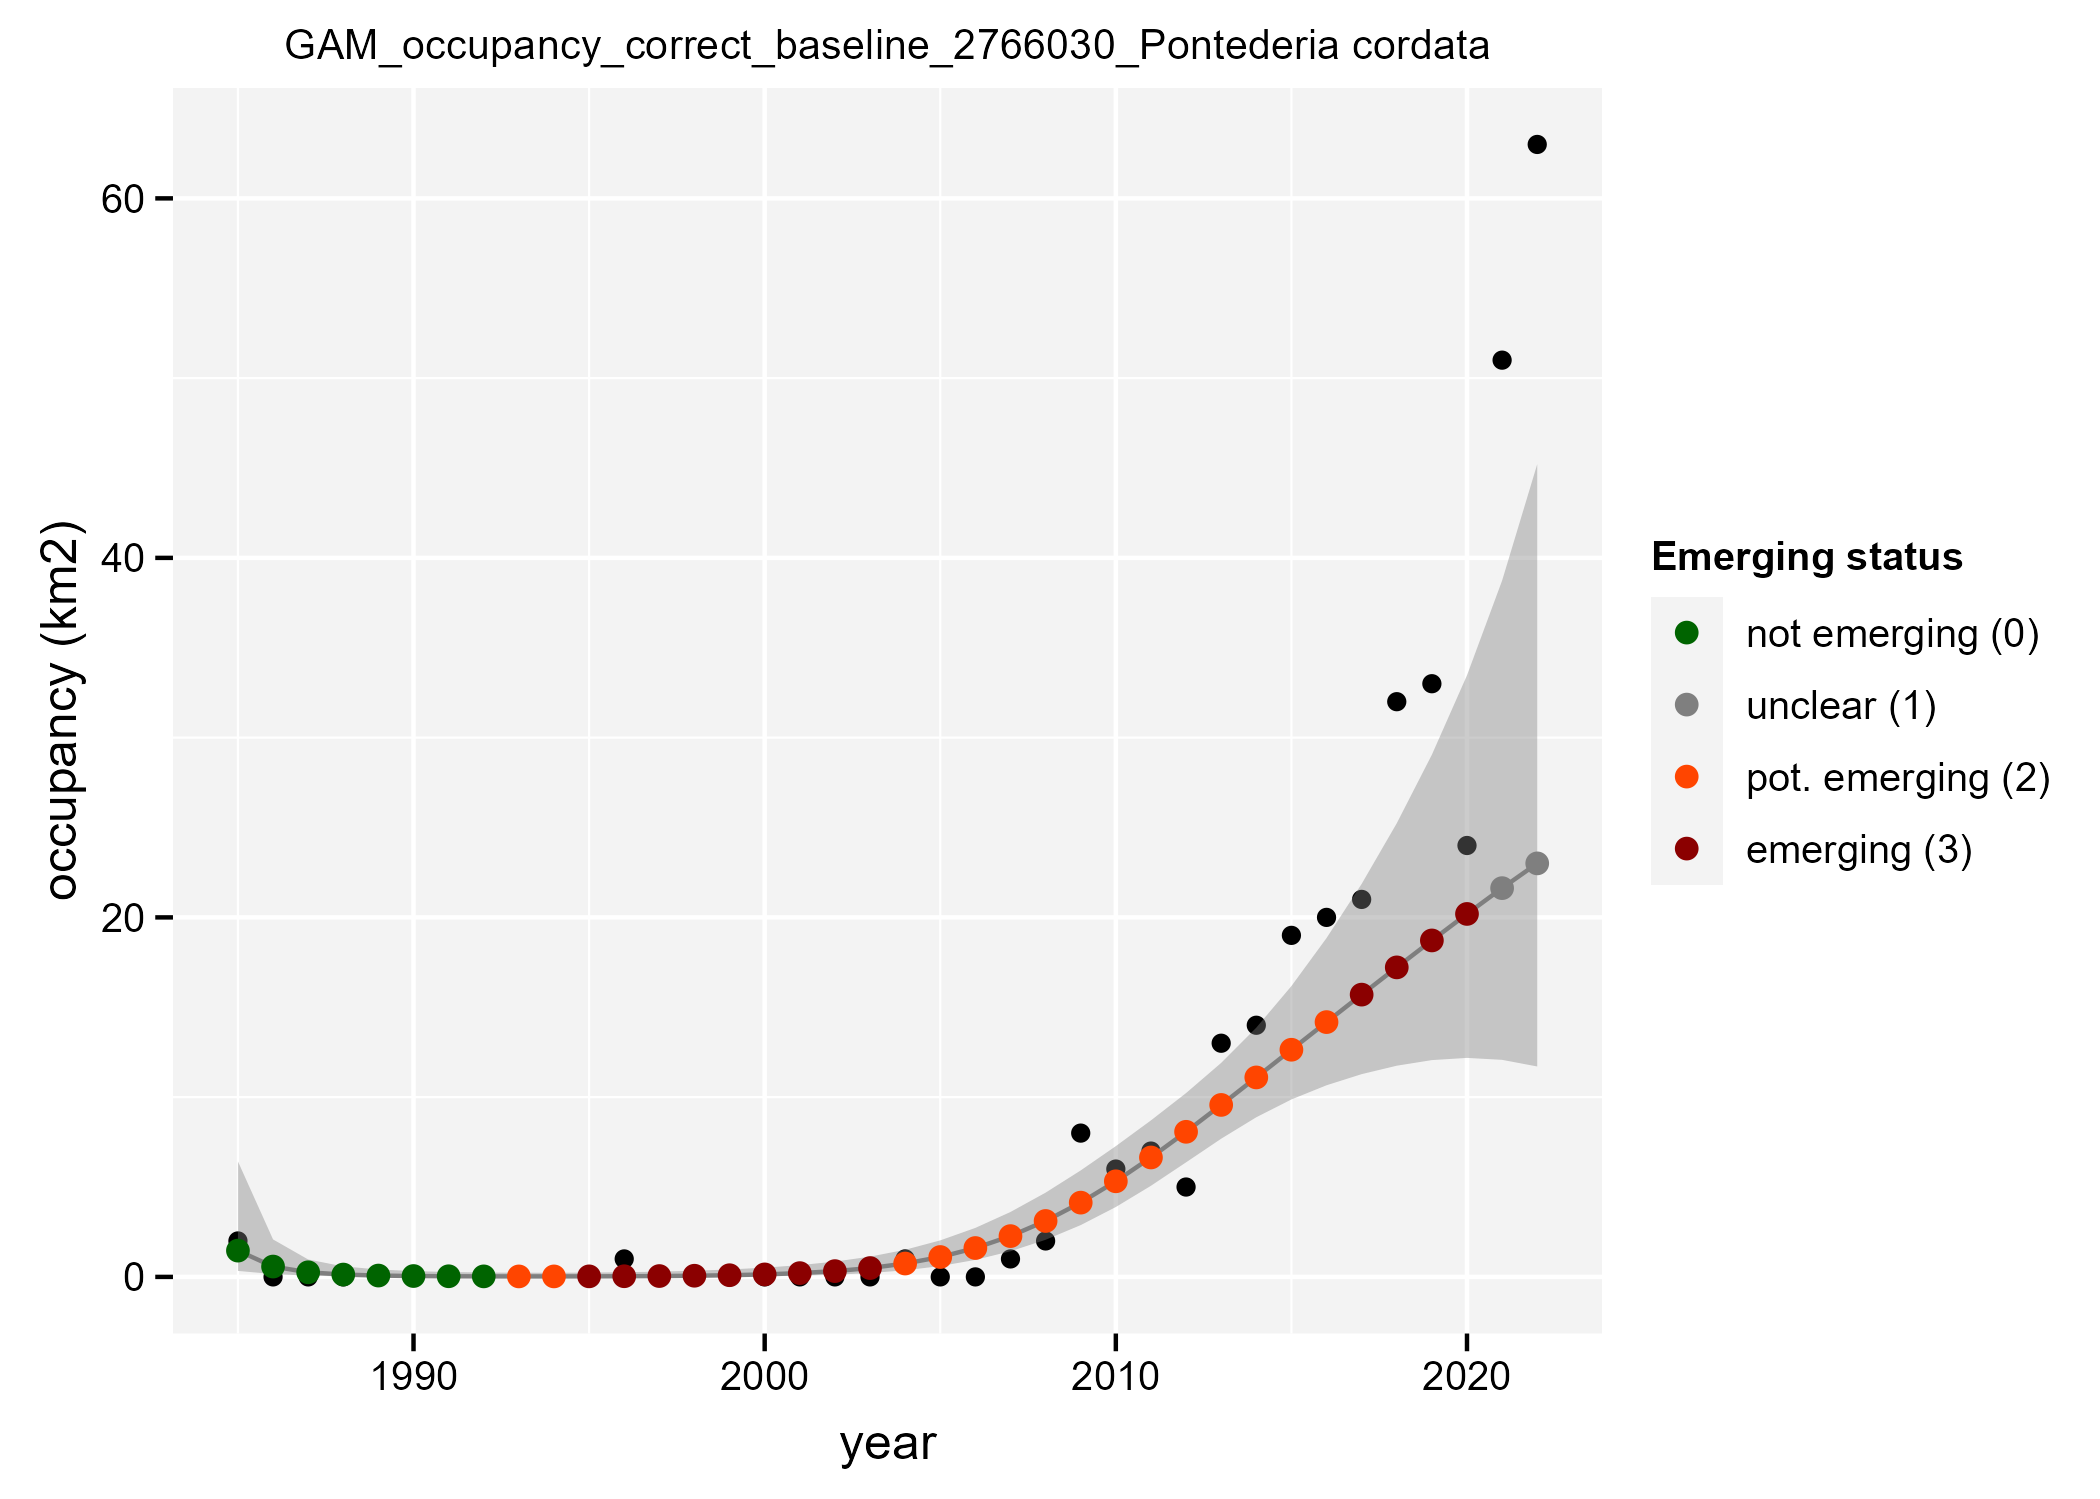 GAM_occupancy_correct_baseline_2766030_Pontederia cordata
60
40
20
0
occupancy (km2)
1990
2000
2010
2020
year
Emerging status
not emerging (0)
unclear (1)
pot. emerging (2)
emerging (3)